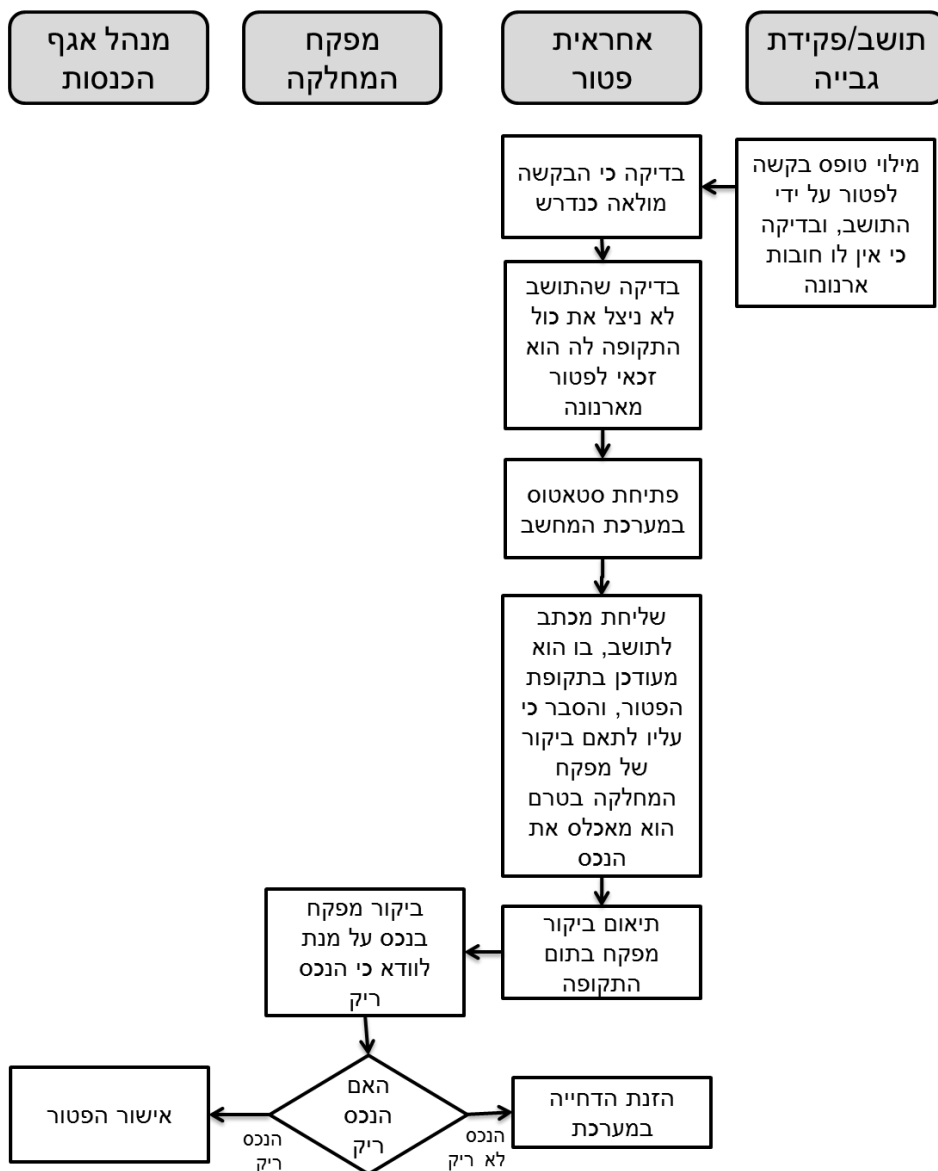 תושב/פקידת
גבייה
אחראית
פטור
מפקח
המחלקה
מנהל אגף
הכנסות
מילוי טופס בקשה
לפטור על ידי
התושב, ובדיקה
כי אין לו חובות
ארנונה
בדיקה כי הבקשה
מולאה כנדרש
בדיקה שהתושב
לא ניצל את כול
התקופה לה הוא
זכאי לפטור
מארנונה
פתיחת סטאטוס
במערכת המחשב
שליחת מכתב
לתושב, בו הוא
מעודכן בתקופת
הפטור, והסבר כי
עליו לתאם ביקור
של מפקח
המחלקה בטרם
הוא מאכלס את
הנכס
תיאום ביקור
מפקח בתום
התקופה
ביקור מפקח
בנכס על מנת
לוודא כי הנכס
ריק
האם
הנכס
ריק
הנכס
לא ריק
הזנת הדחייה
במערכת
הנכס
ריק
אישור הפטור